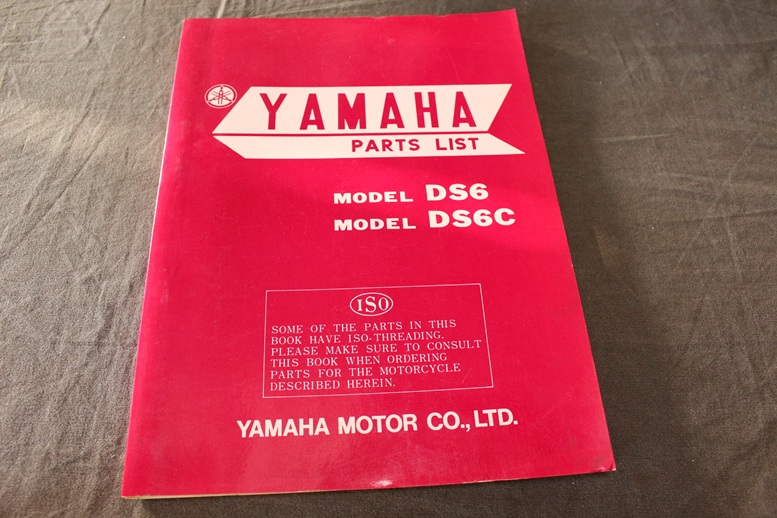 YAMAHA
PARTS LIST
MODEL DS6
MODEL DS6C
ISO
SOME OF THE PARTS IN THIS
BOOK HAVE ISO-THREADING.
PLEASE MAKE SURE TO CONSULT
THIS BOOK WHEN ORDERING
PARTS FOR THE MOTORCYCLE
DESCRIBED HEREIN.
YAMAHA MOTOR CO., LTD.